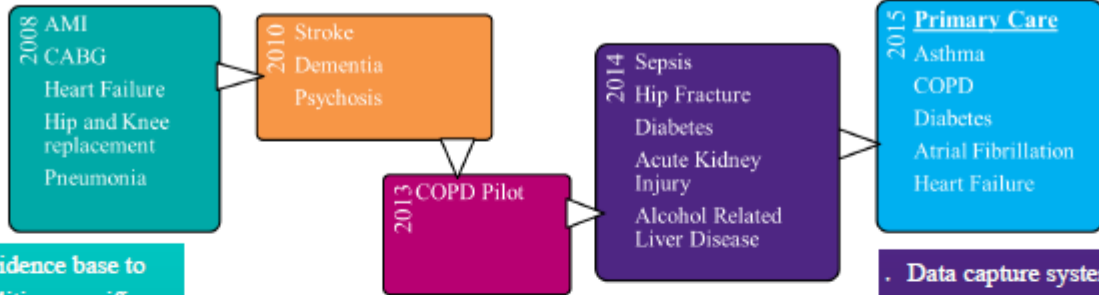 2008
AMI
CABG
Heart Failure
Hip and Knee
replacement
Pneumonia
2010
Stroke
Dementia
Psychosis
2013
COPD Pilot
2014
Sepsis
Hip Fracture
Diabetes
Acute Kidney
Injury
Alcohol Related
Liver Disease
2015
Primary Care
Asthma
COPD
Diabetes
Atrial Fibrillation
Heart Failure
idence base to
. Data capture syste